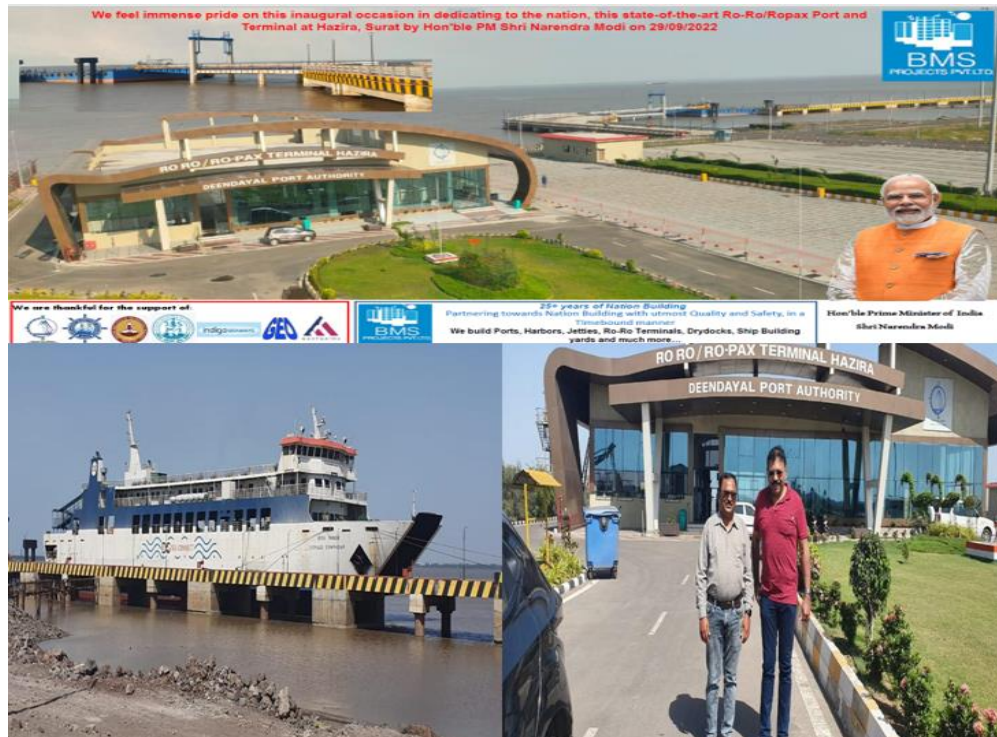 We feel immense pride on this inaugural occasion in dedicating to the nation, this state-of-the-art Ro-Ro/Ropax Port and
Terminal at Hazira, Surat by Hon'ble PM Shri Narendra Modi on 29/09/2022
BMS
PROJECTS PVT.LTD.
RO RO / RO-PAX TERMINAL HAZIRA
DEENDAYAL PORT AUTHORITY
We are thankful for the support of:
GEO
BMS
25+ years of Nation Building
Partnering towards Nation Building with utmost Quality and Safety, in a
Timebound manner
We build Ports, Harbors, Jetties, Ro-Ro Terminals, Drydocks, Ship Building
yards and much more...
Hon'ble Prime Minister of India
Shri Narendra Modi
RO RO / RO-PAX TERMINAL HAZIRA
DEENDAYAL PORT AUTHORITY